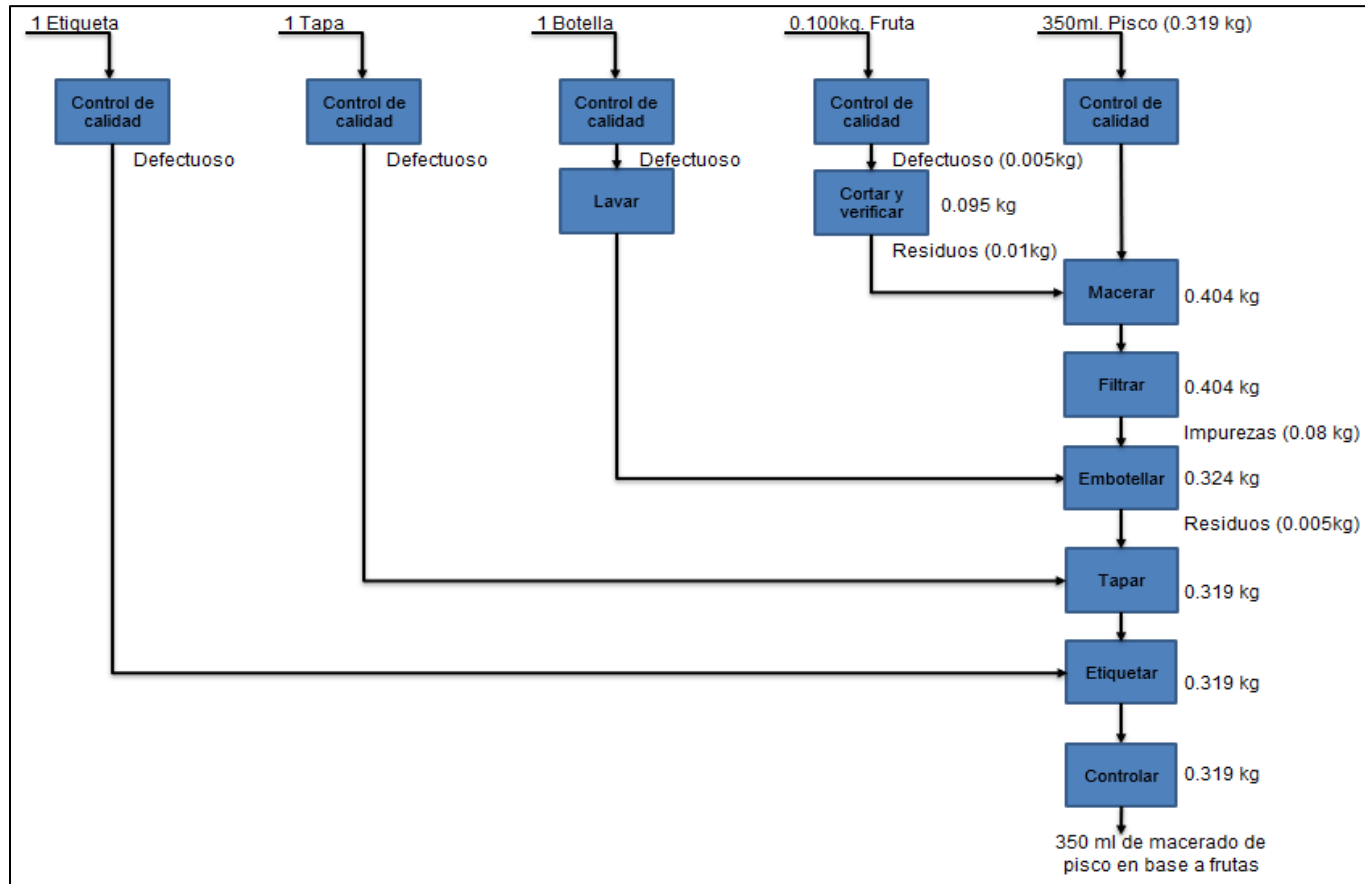 1 Etiqueta
1 Tapa
1 Botella
0.100kg. Fruta
350ml. Pisco (0.319 kg)
Control de
calidad
Control de
calidad
Control de
calidad
Control de
calidad
Control de
calidad
Defectuoso
Defectuoso
Defectuoso
Defectuoso (0.005kg)
Lavar
Cortar y
verificar
0.095 kg
Residuos (0.01kg)
Macerar
0.404 kg
Filtrar
0.404 kg
Impurezas (0.08 kg)
Embotellar
0.324 kg
Residuos (0.005kg)
Tapar
0.319 kg
Etiquetar
0.319 kg
Controlar
0.319 kg
350 ml de macerado de
pisco en base a frutas